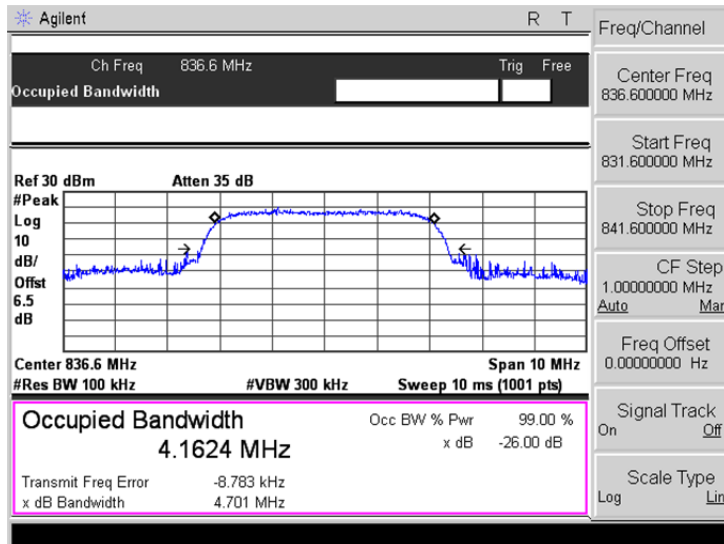 Agilent R T
Freq/Channel
Ch Freq 836.6 MHz Trig Free
Occupied Bandwidth
Center Freq
836.600000 MHz
Start Freq
831.600000 MHz
Stop Freq
841.600000 MHz
CF Step
1.00000000 MHz
Auto Man
Freq Offset
0.00000000 Hz
Signal Track
On Off
Scale Type
Log Lin
Ref 30 dBm Atten 35 dB
#Peak
Log
10
dB/
Offst
6.5
dB
Center 836.6 MHz Span 10 MHz
#Res BW 100 kHz #VBW 300 kHz Sweep 10 ms (1001 pts)
Occupied Bandwidth
4.1624 MHz
Occ BW % Pwr 99.00 %
x dB -26.00 dB
Transmit Freq Error -8.783 kHz
x dB Bandwidth 4.701 MHz